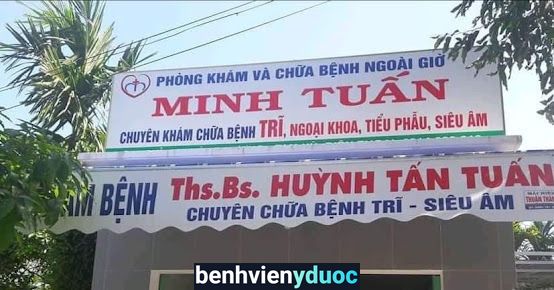 PHÒNG KHÁM VÀ CHỮA BỆNH NGOÀI GIỜ
MINH TUẤN
CHUYÊN KHÁM CHỮA BỆNH TRĨ, NGOẠI KHOA, TIỂU PHẪU, SIÊU ÂM
BỆNH Ths.Bs. HUỲNH TẤN TUẤN
CHUYÊN CHỮA BỆNH TRĨ - SIÊU ÂM
benhvienyduoc